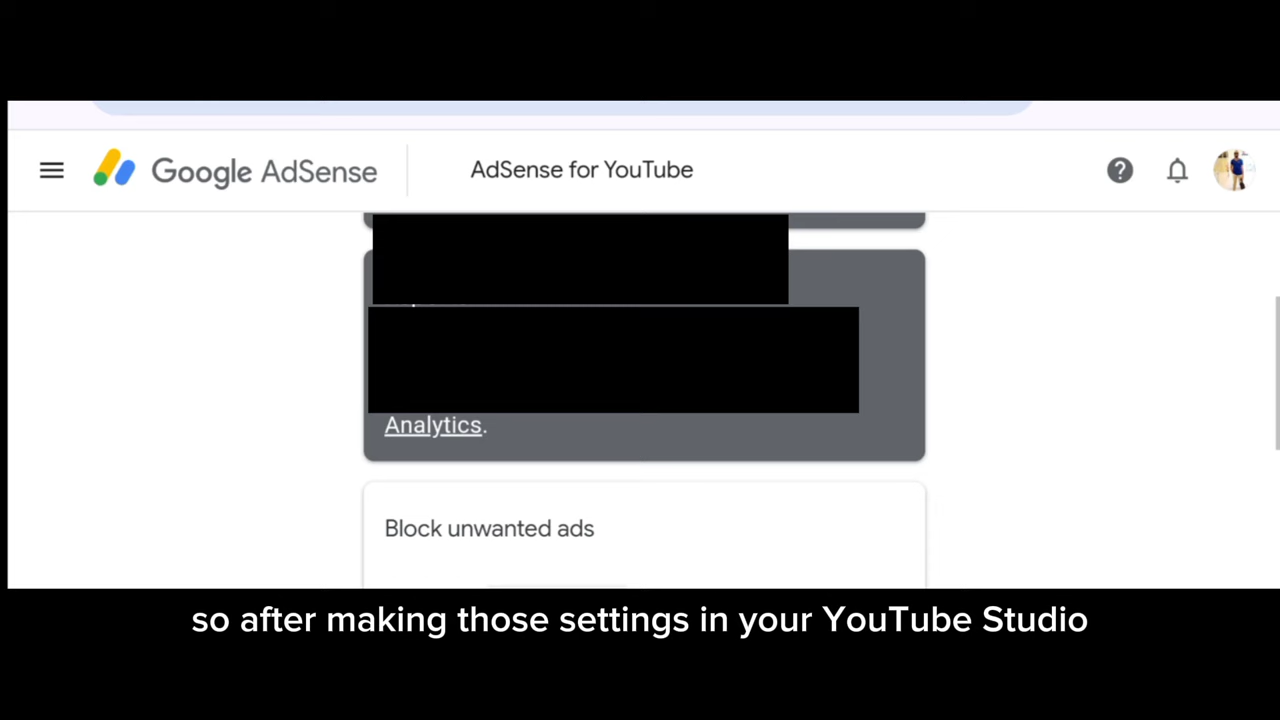 Google AdSense
AdSense for YouTube
Analytics.
Block unwanted ads
so after making those settings in your YouTube Studio